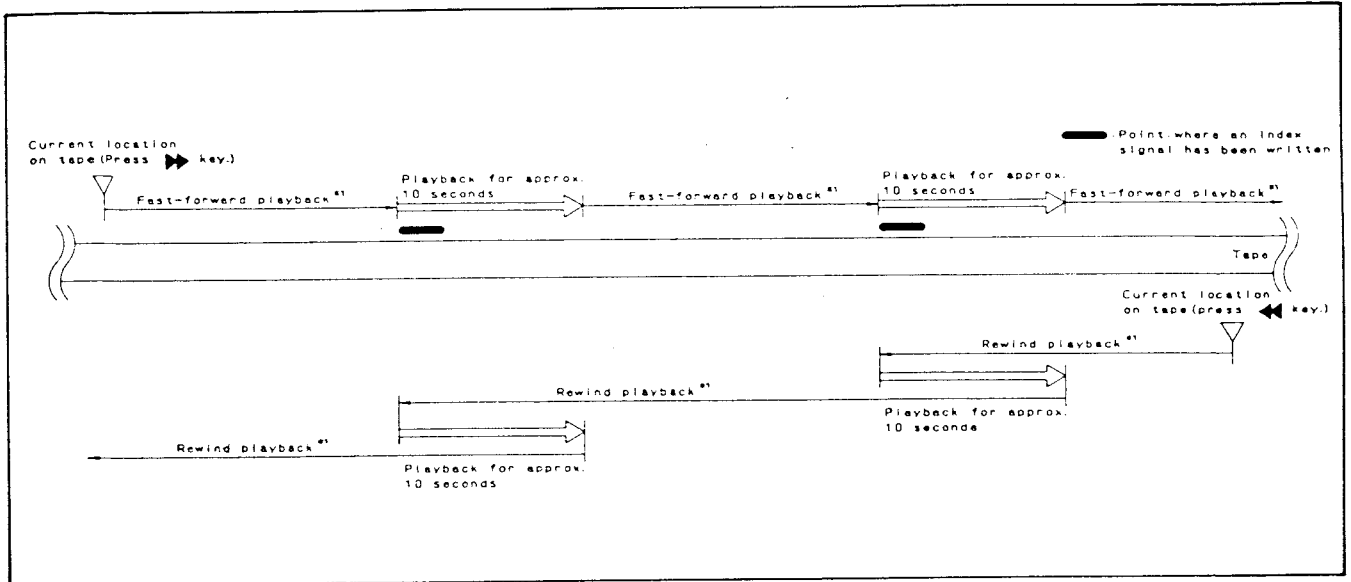 Current location
on tape (Press ▶▶ key.)
Point where an index
signal has been written
Fast-forward playback *1
Playback for approx.
10 seconds
Fast-forward playback *1
Playback for approx.
10 seconds
Fast-forward playback *1
Tape
Current location
on tape (press ◀◀ key.)
Rewind playback *1
Playback for approx.
10 seconds
Rewind playback *1
Playback for approx.
10 seconds
Rewind playback *1